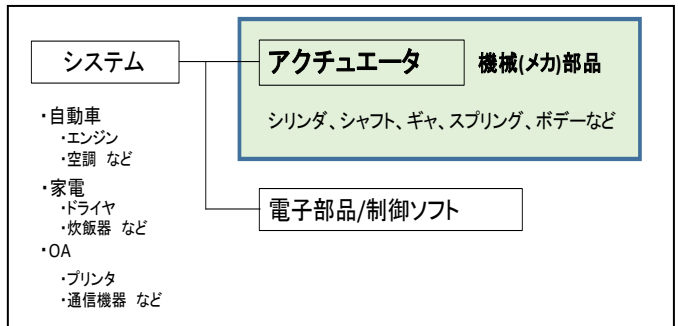 システム
アクチュエータ 機械(メカ)部品
シリンダ、シャフト、ギャ、スプリング、ボデーなど
・自動車
・エンジン
・空調 など
・家電
・ドライヤ
・炊飯器 など
・OA
・プリンタ
・通信機器 など
電子部品/制御ソフト